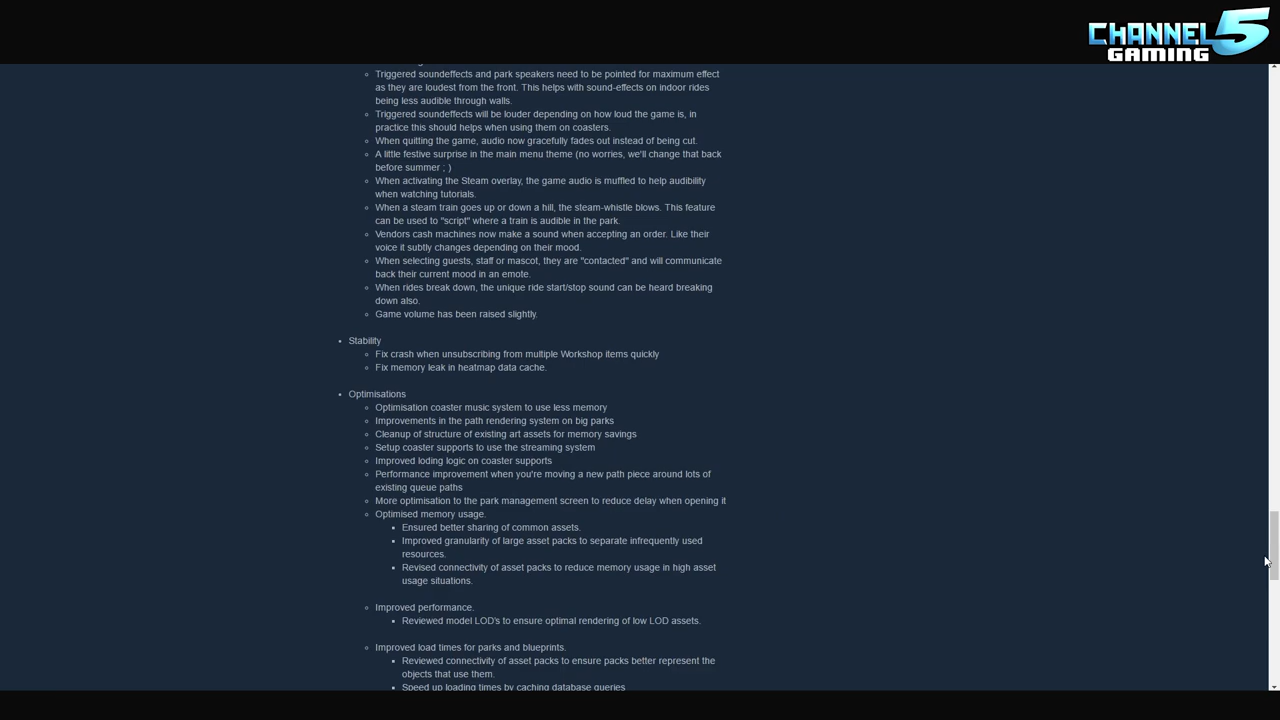 CHANNEL 5
GAMING
Triggered soundeffects and park speakers need to be pointed for maximum effect
as they are loudest from the front. This helps with sound-effects on indoor rides
being less audible through walls.
Triggered soundeffects will be louder depending on how loud the game is, in
practice this should helps when using them on coasters.
When quitting the game, audio now gracefully fades out instead of being cut.
A little festive surprise in the main menu theme (no worries, we'll change that back
before summer ; )
When activating the Steam overlay, the game audio is muffled to help audibility
when watching tutorials.
When a steam train goes up or down a hill, the steam-whistle blows. This feature
can be used to "script" where a train is audible in the park.
Vendors cash machines now make a sound when accepting an order. Like their
voice it subtly changes depending on their mood.
When selecting guests, staff or mascot, they are "contacted" and will communicate
back their current mood in an emote.
When rides break down, the unique ride start/stop sound can be heard breaking
down also.
Game volume has been raised slightly.
Stability
Fix crash when unsubscribing from multiple Workshop items quickly
Fix memory leak in heatmap data cache.
Optimisations
Optimisation coaster music system to use less memory
Improvements in the path rendering system on big parks
Cleanup of structure of existing art assets for memory savings
Setup coaster supports to use the streaming system
Improved loding logic on coaster supports
Performance improvement when you're moving a new path piece around lots of
existing queue paths
More optimisation to the park management screen to reduce delay when opening it
Optimised memory usage.
Ensured better sharing of common assets.
Improved granularity of large asset packs to separate infrequently used
resources.
Revised connectivity of asset packs to reduce memory usage in high asset
usage situations.
Improved performance.
Reviewed model LOD's to ensure optimal rendering of low LOD assets.
Improved load times for parks and blueprints.
Reviewed connectivity of asset packs to ensure packs better represent the
objects that use them.
Speed up loading times by caching database queries